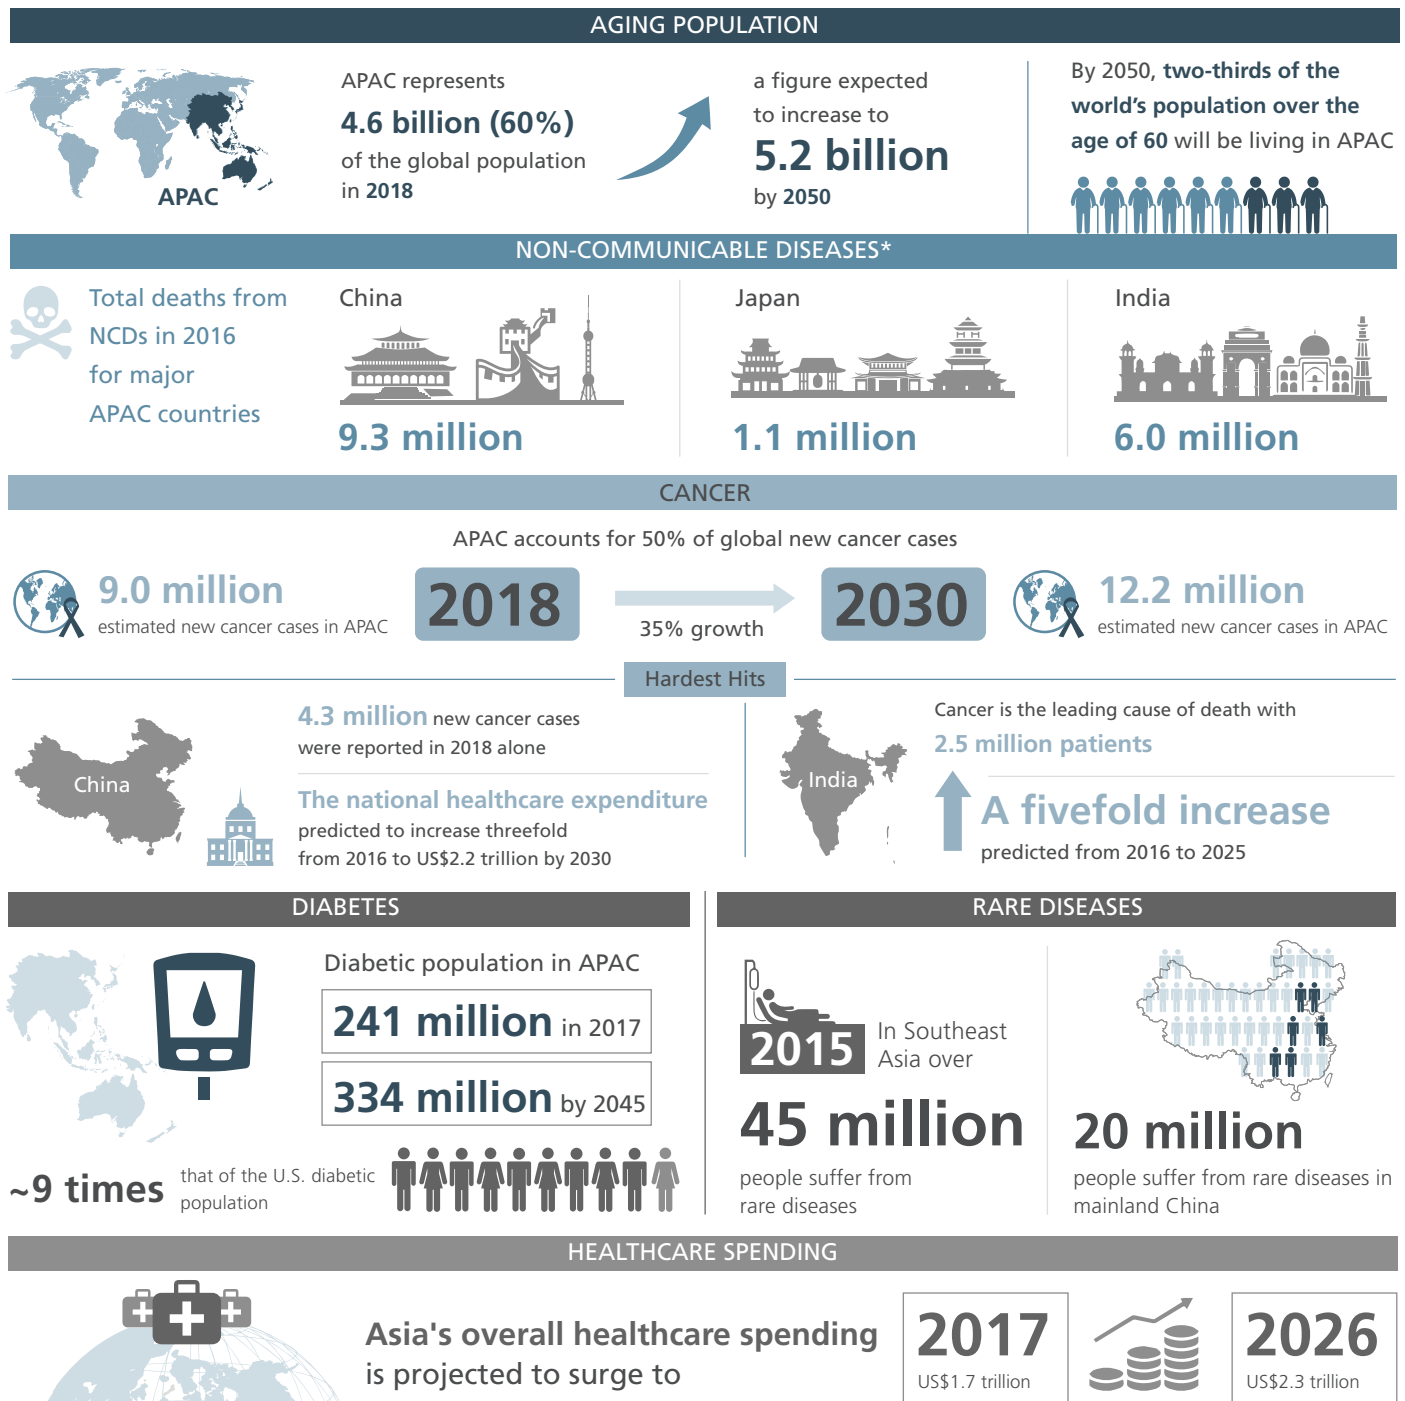 AGING POPULATION
APAC
APAC represents
4.6 billion (60%)
of the global population
in 2018
a figure expected
to increase to
5.2 billion
by 2050
By 2050, two-thirds of the
world's population over the
age of 60 will be living in APAC
NON-COMMUNICABLE DISEASES*
Total deaths from
NCDs in 2016
for major
APAC countries
China
9.3 million
Japan
1.1 million
India
6.0 million
CANCER
APAC accounts for 50% of global new cancer cases
9.0 million
estimated new cancer cases in APAC
2018
35% growth
2030
12.2 million
estimated new cancer cases in APAC
Hardest Hits
China
4.3 million new cancer cases
were reported in 2018 alone
The national healthcare expenditure
predicted to increase threefold
from 2016 to US$2.2 trillion by 2030
India
Cancer is the leading cause of death with
2.5 million patients
A fivefold increase
predicted from 2016 to 2025
DIABETES
Diabetic population in APAC
241 million in 2017
334 million by 2045
~9 times
that of the U.S. diabetic
population
RARE DISEASES
2015
In Southeast
Asia over
45 million
people suffer from
rare diseases
20 million
people suffer from rare diseases in
mainland China
HEALTHCARE SPENDING
Asia's overall healthcare spending
is projected to surge to
2017
US$1.7 trillion
2026
US$2.3 trillion